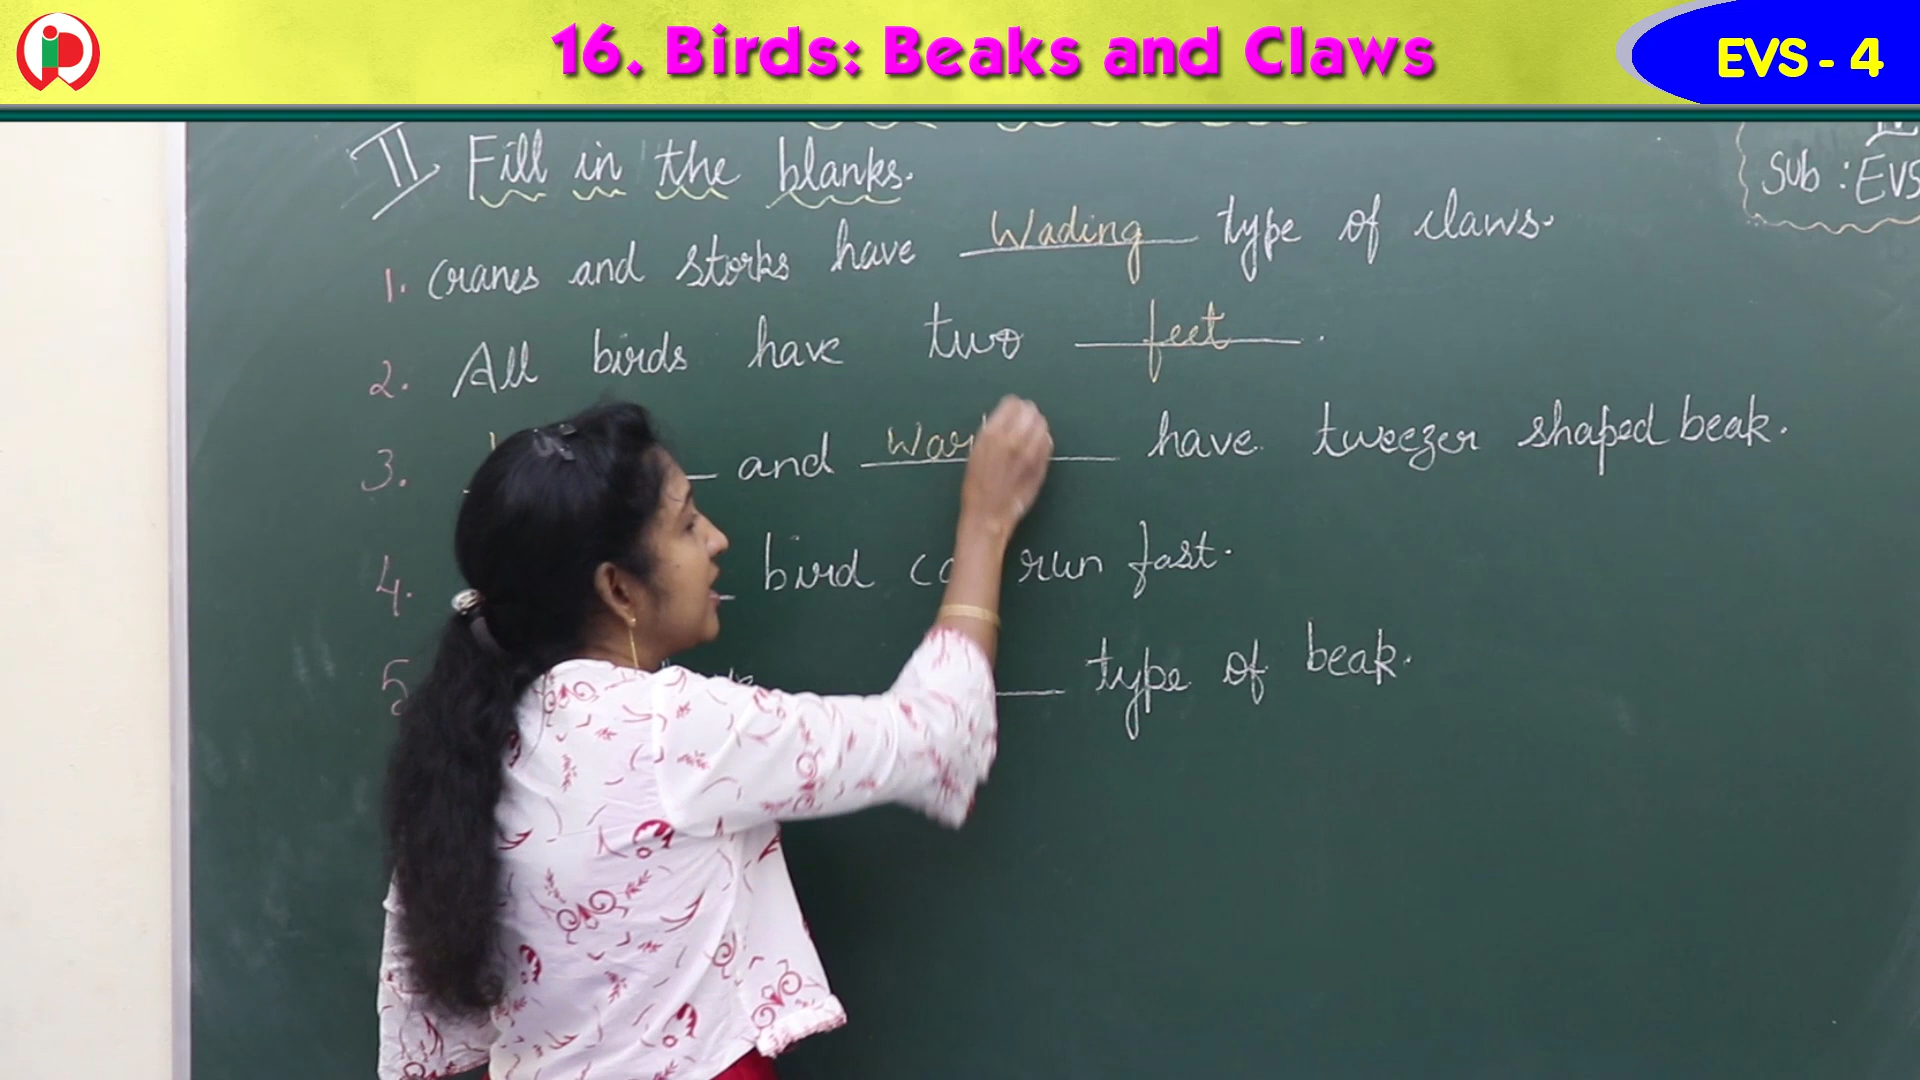 16. Birds: Beaks and Claws
EVS - 4
Sub : EVS
II Fill in the blanks.
1. Cranes and storks have Wading type of claws.
2. All birds have two feet.
3. and have tweezer shaped beak.
4. bird run fast.
5 type of beak.